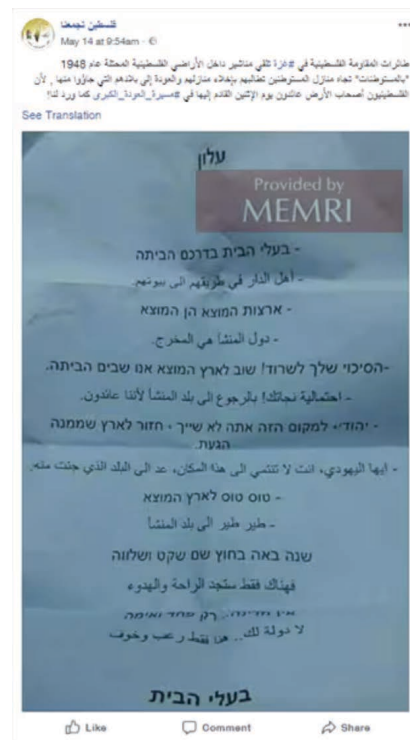 فلسطين تجمعنا
May 14 at 9:54am
طائرات المقاومة الفلسطينية في #غزة تلقي مناشير داخل الأراضي الفلسطينية المحتلة عام 1948
"بالمستوطنات" تجاه منازل المستوطنين تطالبهم بإخلاء منازلهم والعودة إلى بلادهم التي جاؤوا منها , لأن
الفلسطينيون أصحاب الأرض عائدون يوم الإثنين القادم إليها في #مسيرة_العودة_الكبرى كما ورد لنا!
See Translation
עלון
Provided by
MEMRI
- בעלי הבית בדרכם הביתה
- أهل الدار في طريقهم الى بيوتهم.
- ארצות המוצא הן המוצא
- دول المنشأ هي المخرج.
-הסיכוי שלך לשרוד! שוב לארץ המוצא אנו שבים הביתה.
- احتمالية نجاتك! بالرجوع الى بلد المنشأ لأننا عائدون.
- יהודי, למקום הזה אתה לא שייך, חזור לארץ שממנה
הגעת.
- ايها اليهودي، انت لا تنتمي الى هذا المكان، عد الى البلد الذي جئت منه.
- טוס טוס לארץ המוצא
- طير طير الى بلد المنشأ
שנה באה בחוץ שם שקט ושלווה
فهناك فقط ستجد الراحة والهدوء
רק פחד ואימה
لا دولة لك.. هن فقط رعب وخوف
בעלי הבית
Like
Comment
Share